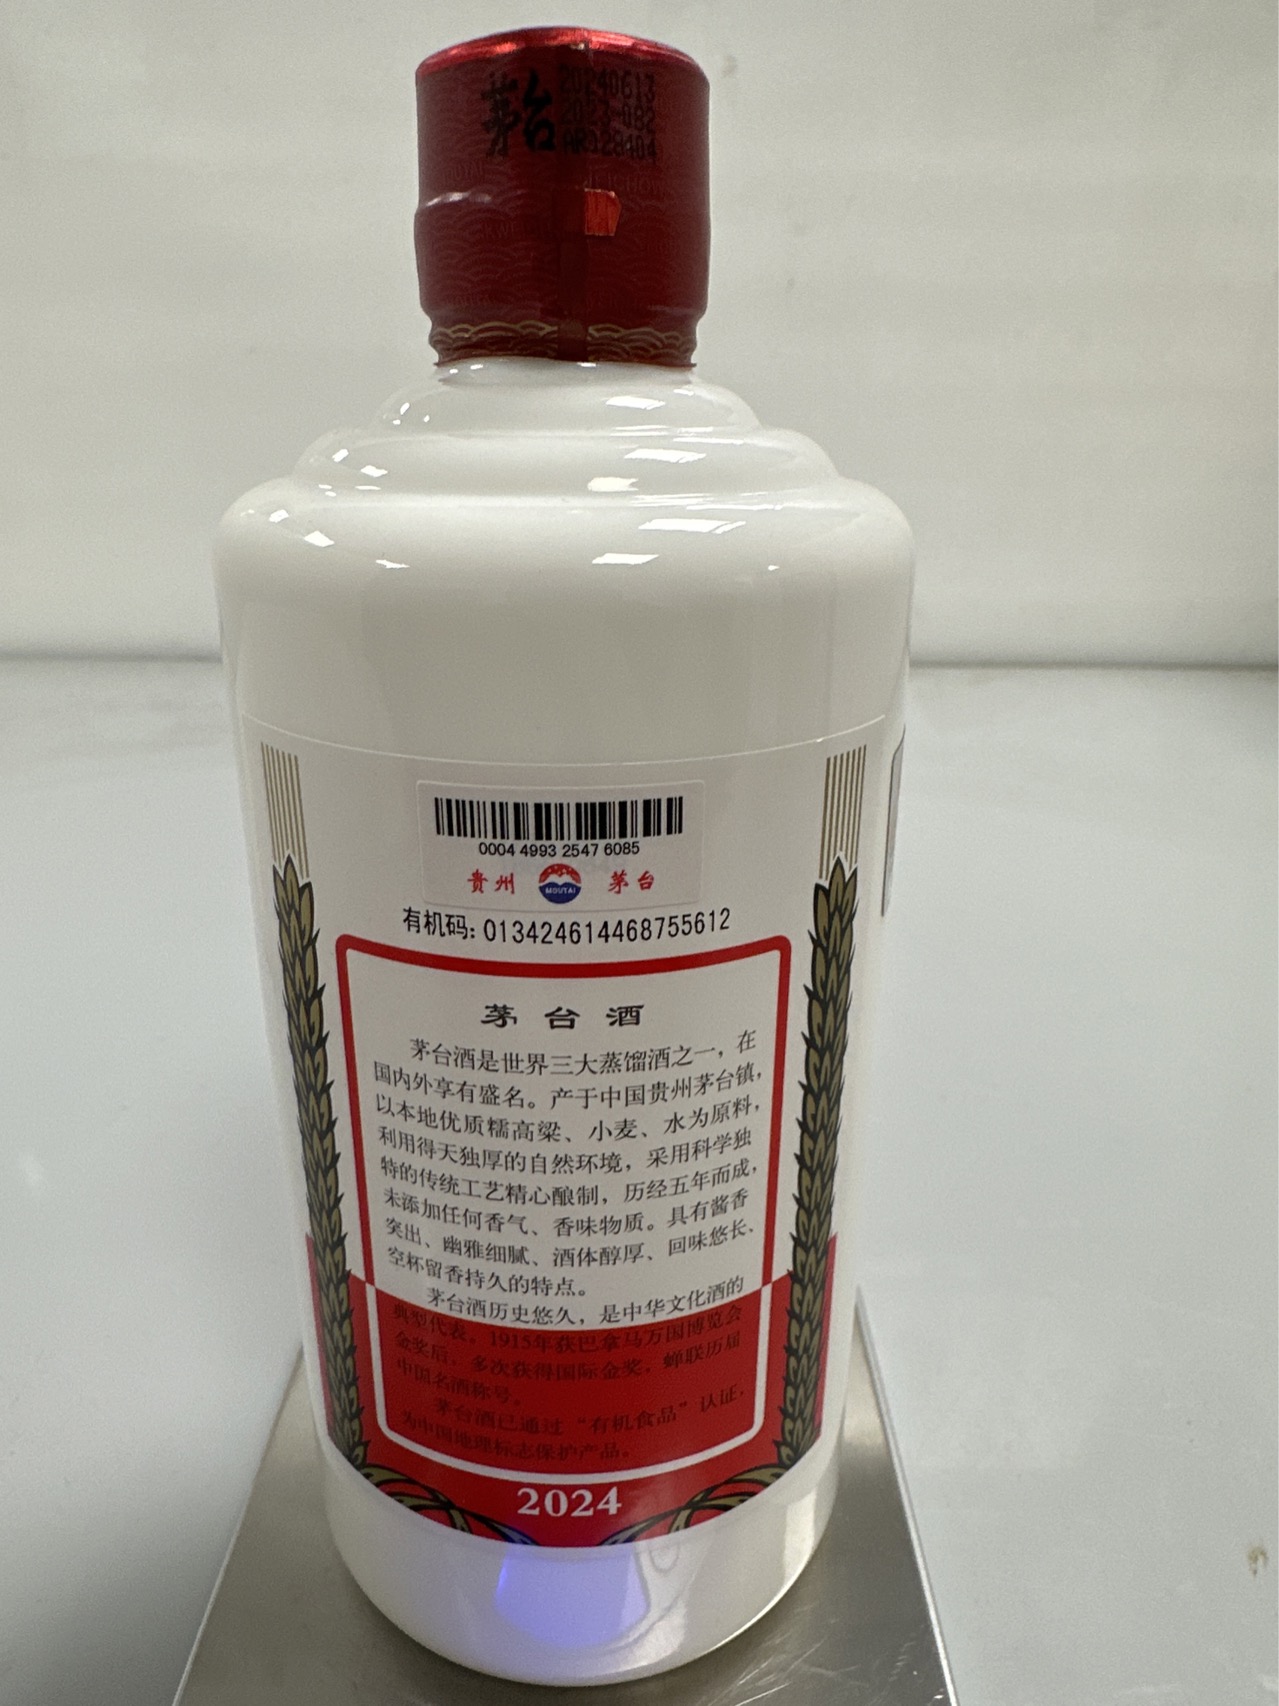 茅台
20240613
2023-082
AR128404
0004 4993 2547 6085
贵州 MOUTAI 茅台
有机码: 013424614468755612
茅台酒
茅台酒是世界三大蒸馏酒之一，在
国内外享有盛名。产于中国贵州茅台镇，
以本地优质糯高粱、小麦、水为原料，
利用得天独厚的自然环境，采用科学独
特的传统工艺精心酿制，历经五年而成，
未添加任何香气、香味物质。具有酱香
突出、幽雅细腻、酒体醇厚、回味悠长、
空杯留香持久的特点。
茅台酒历史悠久，是中华文化酒的
典型代表。1915年获巴拿马万国博览会
金奖后，多次获得国际金奖，蝉联历届
中国名酒称号。
茅台酒已通过“有机食品”认证，
为中国地理标志保护产品。
2024